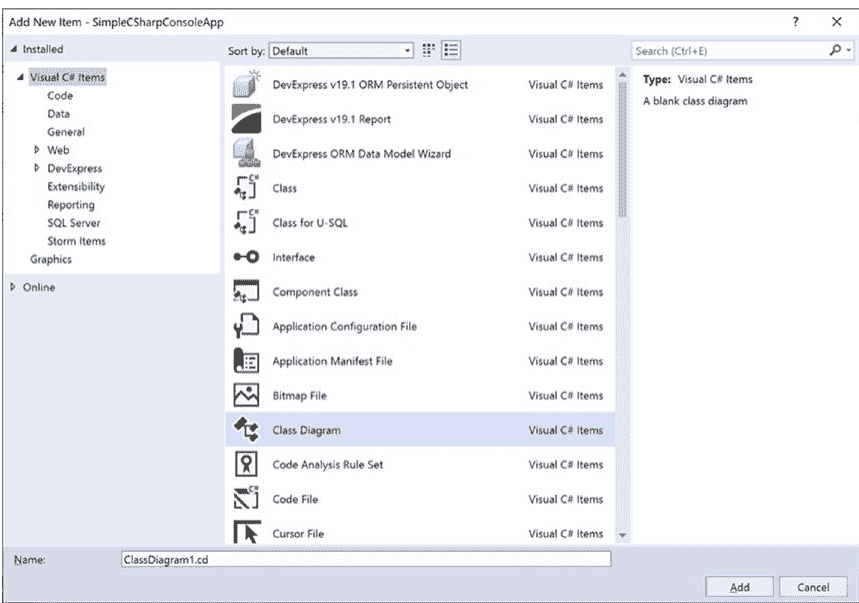 Add New Item - SimpleCSharpConsoleApp
? ×
Installed
Sort by: Default
Search (Ctrl+E)
Visual C# Items
Code
Data
General
Web
DevExpress
Extensibility
Reporting
SQL Server
Storm Items
Graphics
Online
DevExpress v19.1 ORM Persistent Object Visual C# Items
DevExpress v19.1 Report Visual C# Items
DevExpress ORM Data Model Wizard Visual C# Items
Class Visual C# Items
Class for U-SQL Visual C# Items
Interface Visual C# Items
Component Class Visual C# Items
Application Configuration File Visual C# Items
Application Manifest File Visual C# Items
Bitmap File Visual C# Items
Class Diagram Visual C# Items
Code Analysis Rule Set Visual C# Items
Code File Visual C# Items
Cursor File Visual C# Items
Type: Visual C# Items
A blank class diagram
Name: ClassDiagram1.cd
Add Cancel